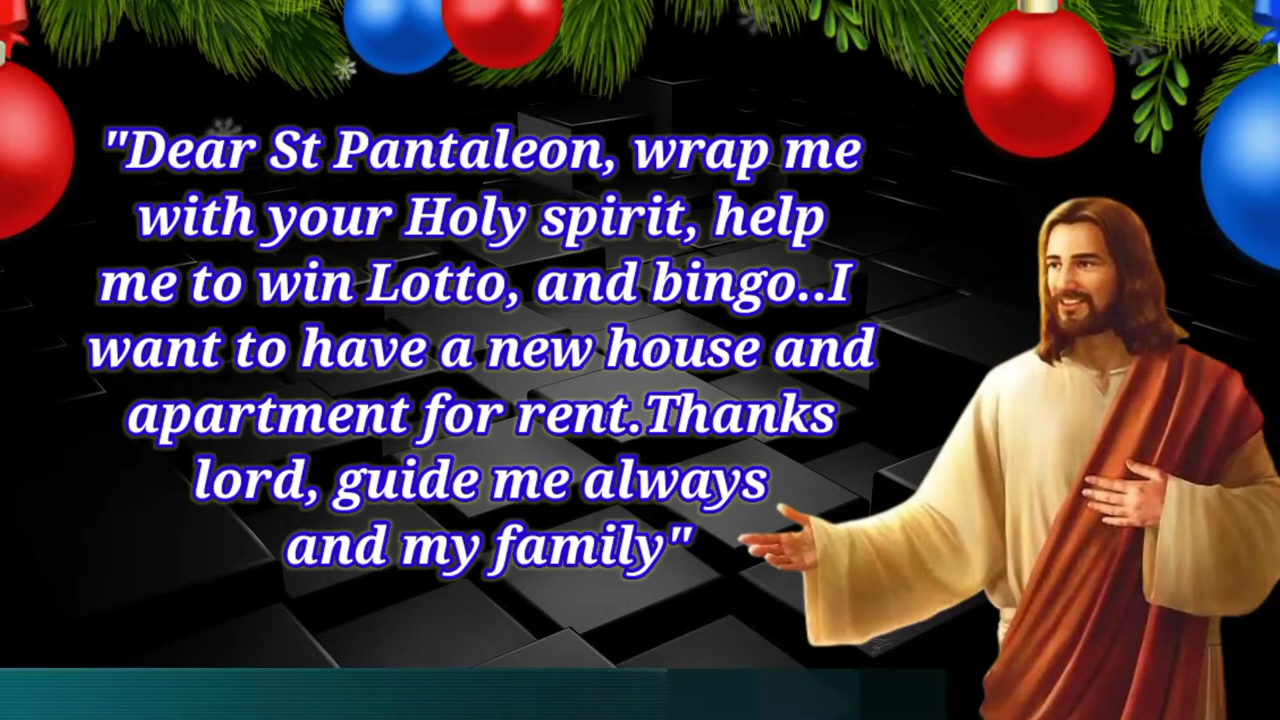 "Dear St Pantaleon, wrap me
with your Holy spirit, help
me to win Lotto, and bingo..I
want to have a new house and
apartment for rent.Thanks
lord, guide me always
and my family"